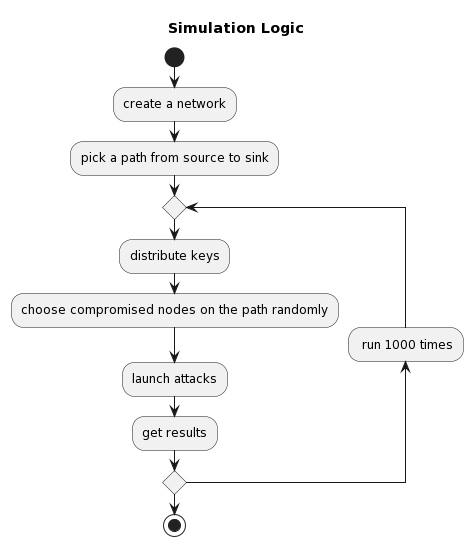 Simulation Logic
create a network
pick a path from source to sink
distribute keys
choose compromised nodes on the path randomly
run 1000 times
launch attacks
get results